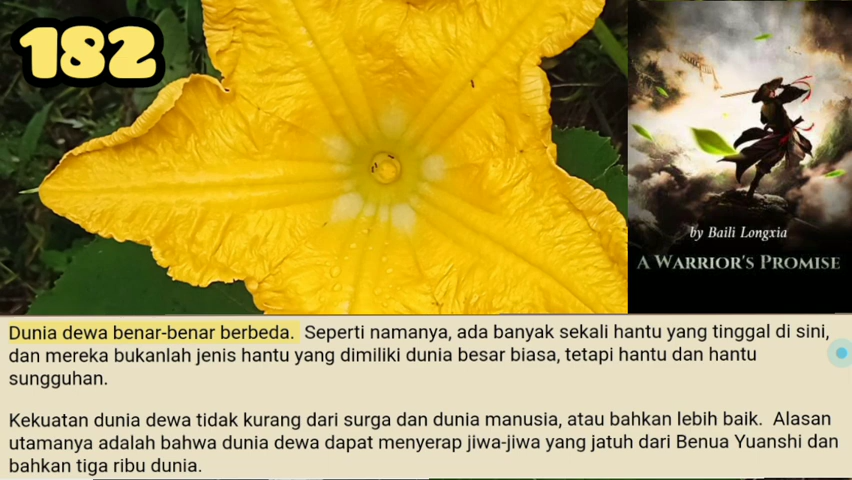 182
by Baili Longxia
A WARRIOR'S PROMISE
Dunia dewa benar-benar berbeda. Seperti namanya, ada banyak sekali hantu yang tinggal di sini,
dan mereka bukanlah jenis hantu yang dimiliki dunia besar biasa, tetapi hantu dan hantu
sungguhan.
Kekuatan dunia dewa tidak kurang dari surga dan dunia manusia, atau bahkan lebih baik. Alasan
utamanya adalah bahwa dunia dewa dapat menyerap jiwa-jiwa yang jatuh dari Benua Yuanshi dan
bahkan tiga ribu dunia.